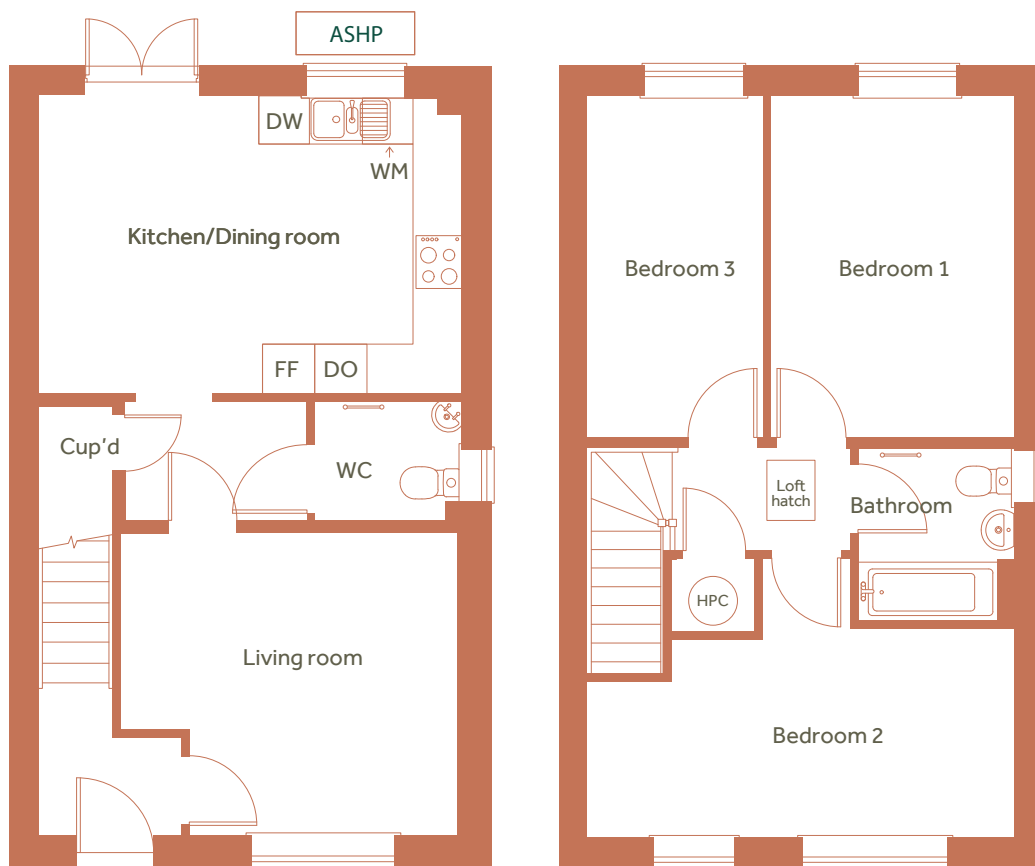 ASHP
DW
WM
Kitchen/Dining room
FF
DO
Cup'd
WC
Living room
Bedroom 3
Bedroom 1
Loft
hatch
Bathroom
HPC
Bedroom 2